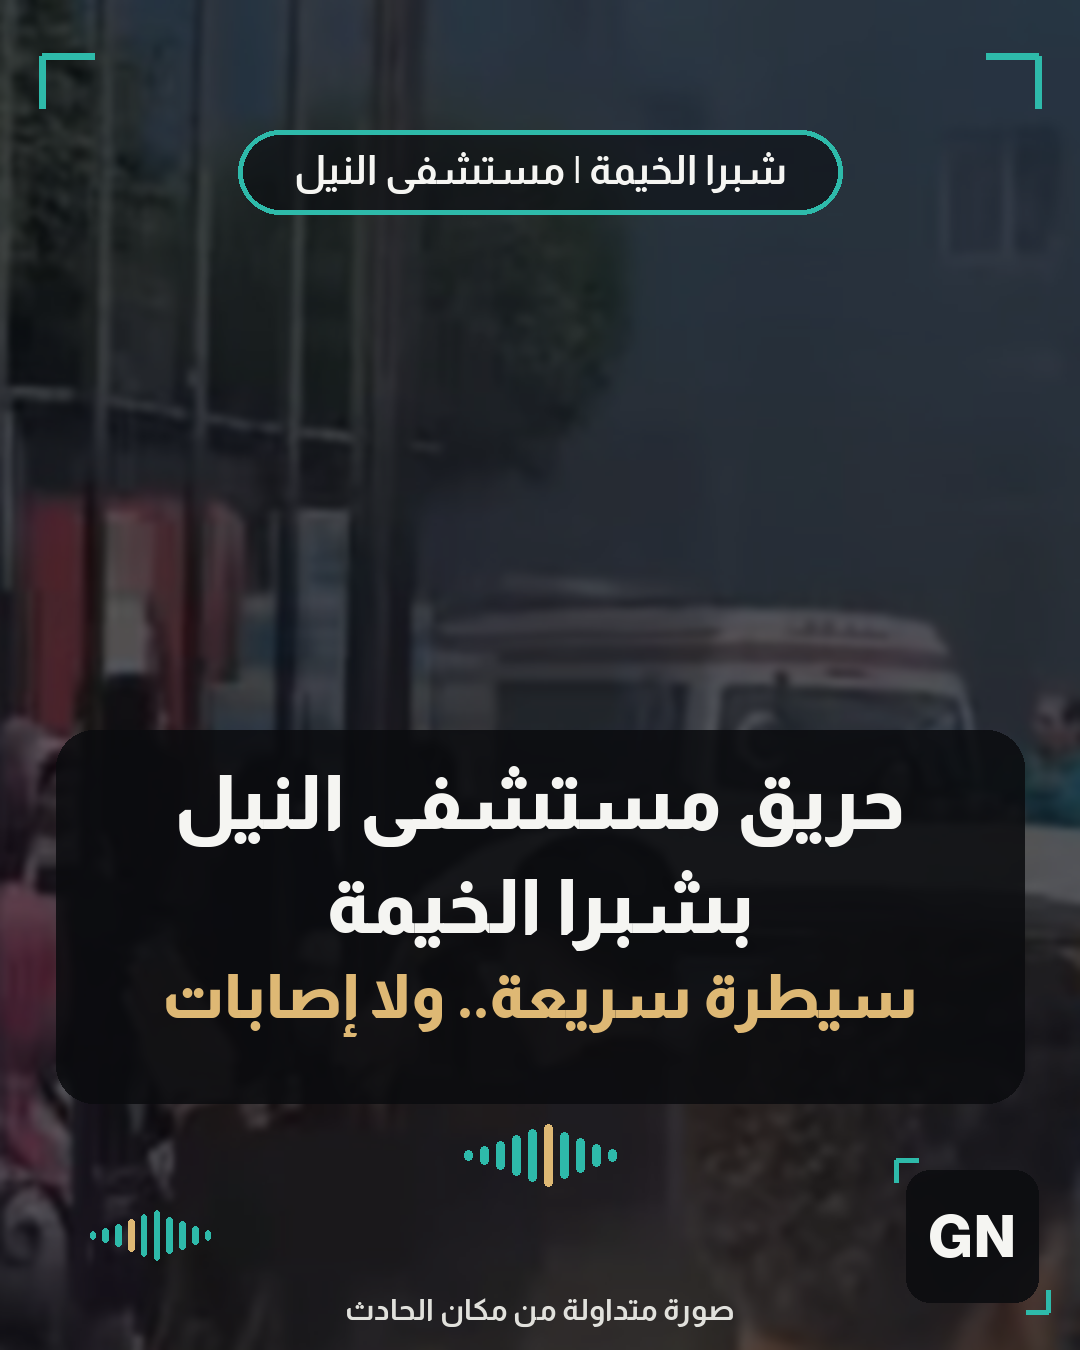 شبرا الخيمة | مستشفى النيل
حريق مستشفى النيل
بشبرا الخيمة
سيطرة سريعة.. ولا إصابات
GN
صورة متداولة من مكان الحادث